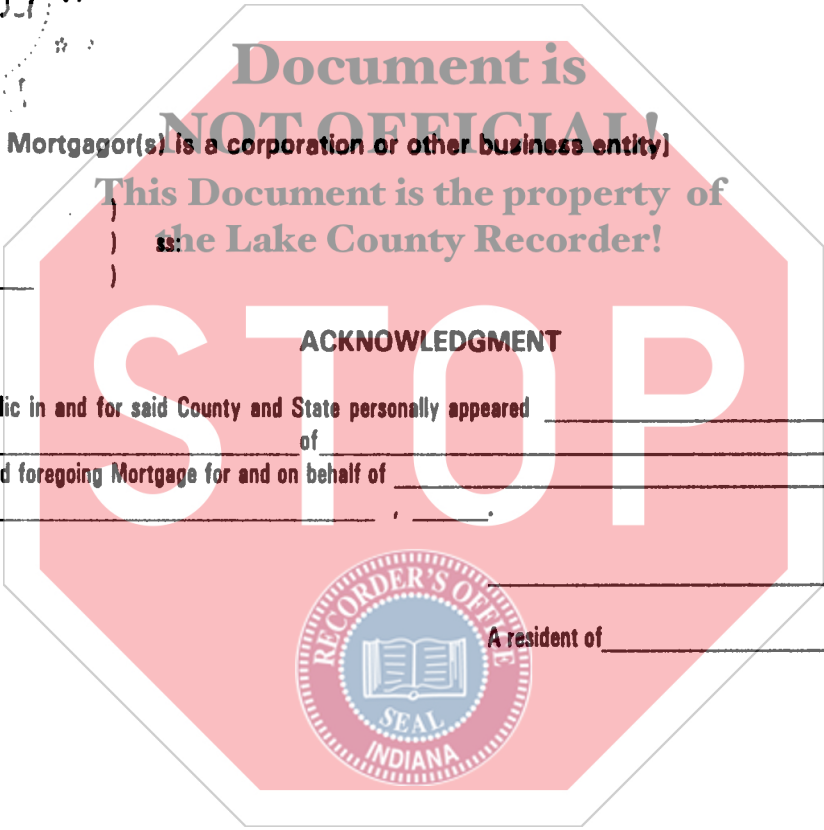 Document is
NOT OFFICIAL!
Mortgagor(s) is a corporation or other business entity]
This Document is the property of
)
the Lake County Recorder!
) ss:
)
STOP
ACKNOWLEDGMENT
lic in and for said County and State personally appeared
of
d foregoing Mortgage for and on behalf of
, .
RECORDER'S OFFICE
A resident of
SEAL
INDIANA